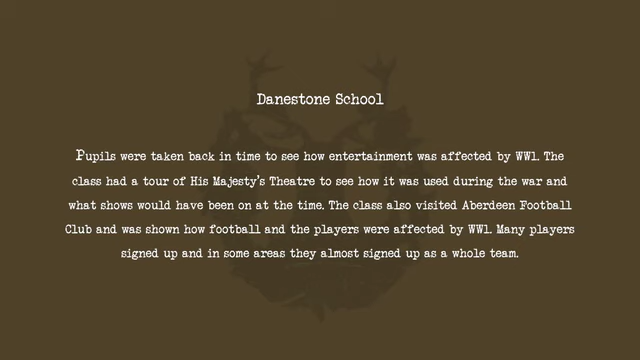 Danestone School
Pupils were taken back in time to see how entertainment was affected by WW1. The
class had a tour of His Majesty's Theatre to see how it was used during the war and
what shows would have been on at the time. The class also visited Aberdeen Football
Club and was shown how football and the players were affected by WW1. Many players
signed up and in some areas they almost signed up as a whole team.